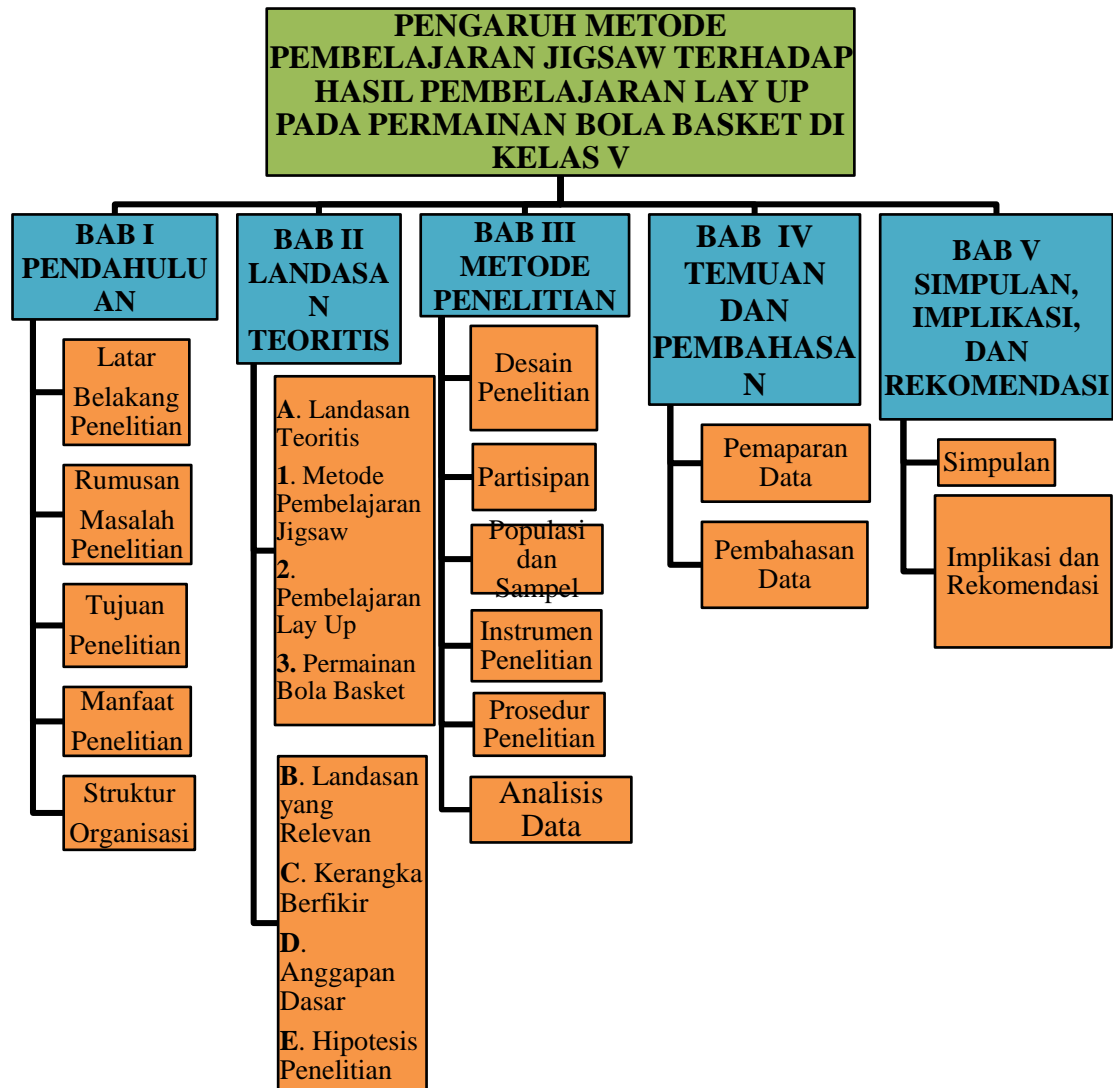 PENGARUH METODE
PEMBELAJARAN JIGSAW TERHADAP
HASIL PEMBELAJARAN LAY UP
PADA PERMAINAN BOLA BASKET DI
KELAS V
BAB I
PENDAHULU
AN
Latar
Belakang
Penelitian
Rumusan
Masalah
Penelitian
Tujuan
Penelitian
Manfaat
Penelitian
Struktur
Organisasi
BAB II
LANDASA
N
TEORITIS
A. Landasan
Teoritis
1. Metode
Pembelajaran
Jigsaw
2.
Pembelajaran
Lay Up
3. Permainan
Bola Basket
B. Landasan
yang
Relevan
C. Kerangka
Berfikir
D.
Anggapan
Dasar
E. Hipotesis
Penelitian
BAB III
METODE
PENELITIAN
Desain
Penelitian
Partisipan
Populasi
dan
Sampel
Instrumen
Penelitian
Prosedur
Penelitian
Analisis
Data
BAB IV
TEMUAN
DAN
PEMBAHASA
N
Pemaparan
Data
Pembahasan
Data
BAB V
SIMPULAN,
IMPLIKASI,
DAN
REKOMENDASI
Simpulan
Implikasi dan
Rekomendasi